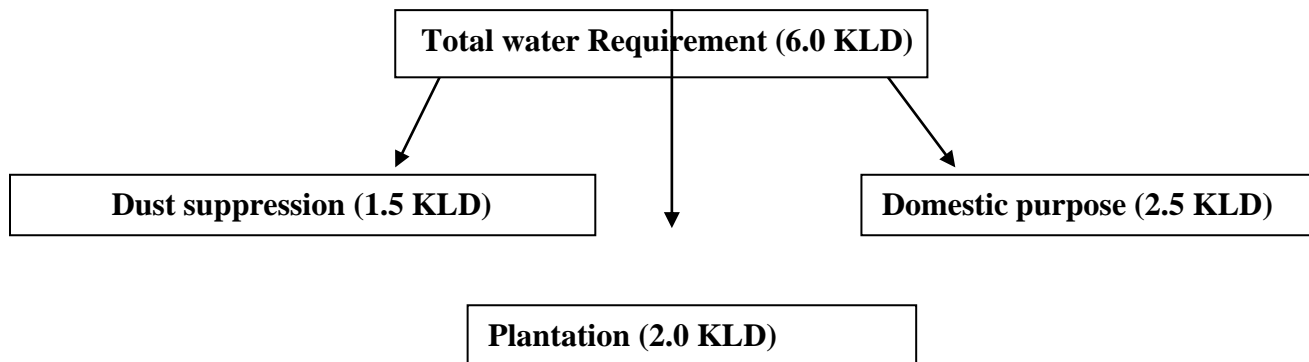 Total water Requirement (6.0 KLD)
Dust suppression (1.5 KLD)
Domestic purpose (2.5 KLD)
Plantation (2.0 KLD)